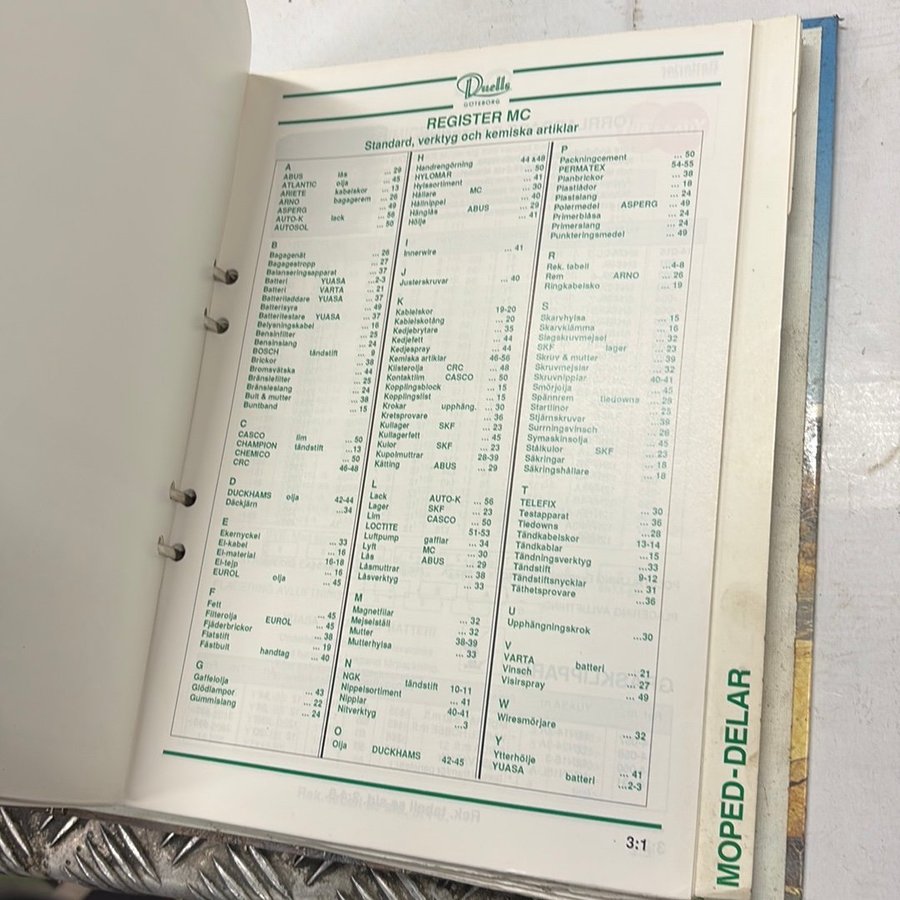 Duells
GÖTEBORG
REGISTER MC
Standard, verktyg och kemiska artiklar
A
ABUS lås ... 29
ATLANTIC olja ... 45
ARIETE kabelskor ... 13
ARNO bagagerem ... 26
ASPERG ... 49
AUTO-K lack ... 56
AUTOSOL ... 50
B
Bagagenät ... 26
Bagagestropp ... 27
Balanseringsapparat ... 37
Batteri YUASA ...2-3
Batteri VARTA ... 21
Batteriladdare YUASA ... 37
Batterisyra ... 49
Batteritestare YUASA ... 37
Belysningskabel ... 16
Bensinfilter ... 25
Bensinslang ... 24
BOSCH tändstift ... 9
Brickor ... 38
Bromsvätska ... 44
Bränslefilter ... 25
Bränsleslang ... 24
Bult & mutter ... 38
Buntband ... 15
C
CASCO lim ... 50
CHAMPION tändstift ...13
CHEMICO ... 50
CRC 46-48
D
DUCKHAMS olja 42-44
Däckjärn ...34
E
Ekernyckel ... 33
El-kabel ... 16
El-material 16-18
El-tejp ... 16
EUROL olja ... 45
F
Fett ... 45
Filterolja EUROL ... 45
Fjäderbrickor ... 38
Flatstift ... 19
Fästbult handtag ... 40
G
Gaffelolja ... 43
Glödlampor ... 22
Gummislang ... 24
H
Handrengörning 44 &48
HYLOMAR ... 50
Hylssortiment ... 41
Hållare MC ... 30
Hålnippel ... 40
Hänglås ABUS ... 29
Hölje ... 41
I
Innerwire ... 41
J
Justerskruvar ... 40
K
Kabelskor 19-20
Kabelskotång ... 20
Kedjebrytare ... 35
Kedjefett ... 44
Kedjespray ... 44
Kemiska artiklar 46-56
Klisterolja CRC ... 48
Kontaktlim CASCO ... 50
Kopplingsblock ... 15
Kopplingslist ... 15
Krokar upphäng. ... 30
Kretsprovare ... 36
Kullager SKF ... 23
Kullagerfett ... 45
Kulor SKF ... 23
Kupolmuttrar 28-39
Kätting ABUS ... 29
L
Lack AUTO-K ... 56
Lager SKF ... 23
Lim CASCO ... 50
LOCTITE 51-53
Luftpump gafflar ... 34
Lyft MC ... 30
Lås ABUS ... 29
Låsmuttrar ... 38
Låsverktyg ... 33
M
Magnetfilar ... 32
Mejselställ ... 32
Mutter 38-39
Mutterhylsa ... 33
N
NGK tändstift 10-11
Nippelsortiment ... 41
Nipplar 40-41
Nitverktyg ...3
O
Olja DUCKHAMS 42-45
P
Packningcement ... 50
PERMATEX 54-55
Planbrickor ... 38
Plastlådor ... 18
Plastslang ... 24
Polermedel ASPERG ... 49
Primerblåsa ... 24
Primerslang ... 24
Punkteringsmedel ... 49
R
Rek. tabell ...4-8
Rem ARNO ... 26
Ringkabelsko ... 19
S
Skarvhylsa ... 15
Skarvklämma ... 16
Slagskruvmejsel ... 32
SKF lager ... 23
Skruv & mutter ... 39
Skruvmejslar ... 32
Skruvnipplar 40-41
Smörjolja ... 45
Spännrem tiedowns ... 28
Startlinor ... 25
Stjärnskruvar ...39
Surrningsvinsch ... 28
Symaskinsolja ... 45
Stålkulor SKF ... 23
Säkringar ... 18
Säkringshållare ... 18
T
TELEFIX ... 30
Testapparat ... 36
Tiedowns ...28
Tändkabelskor 13-14
Tändkablar ...15
Tändningsverktyg ...33
Tändstift 9-12
Tändstiftsnycklar ... 31
Täthetsprovare ...36
U
Upphängningskrok ...30
V
VARTA batteri ... 21
Vinsch ... 27
Visirspray ... 49
W
Wiresmörjare ... 32
Y
Ytterhölje ... 41
YUASA batteri ...2-3
3:1
MOPED-DELAR